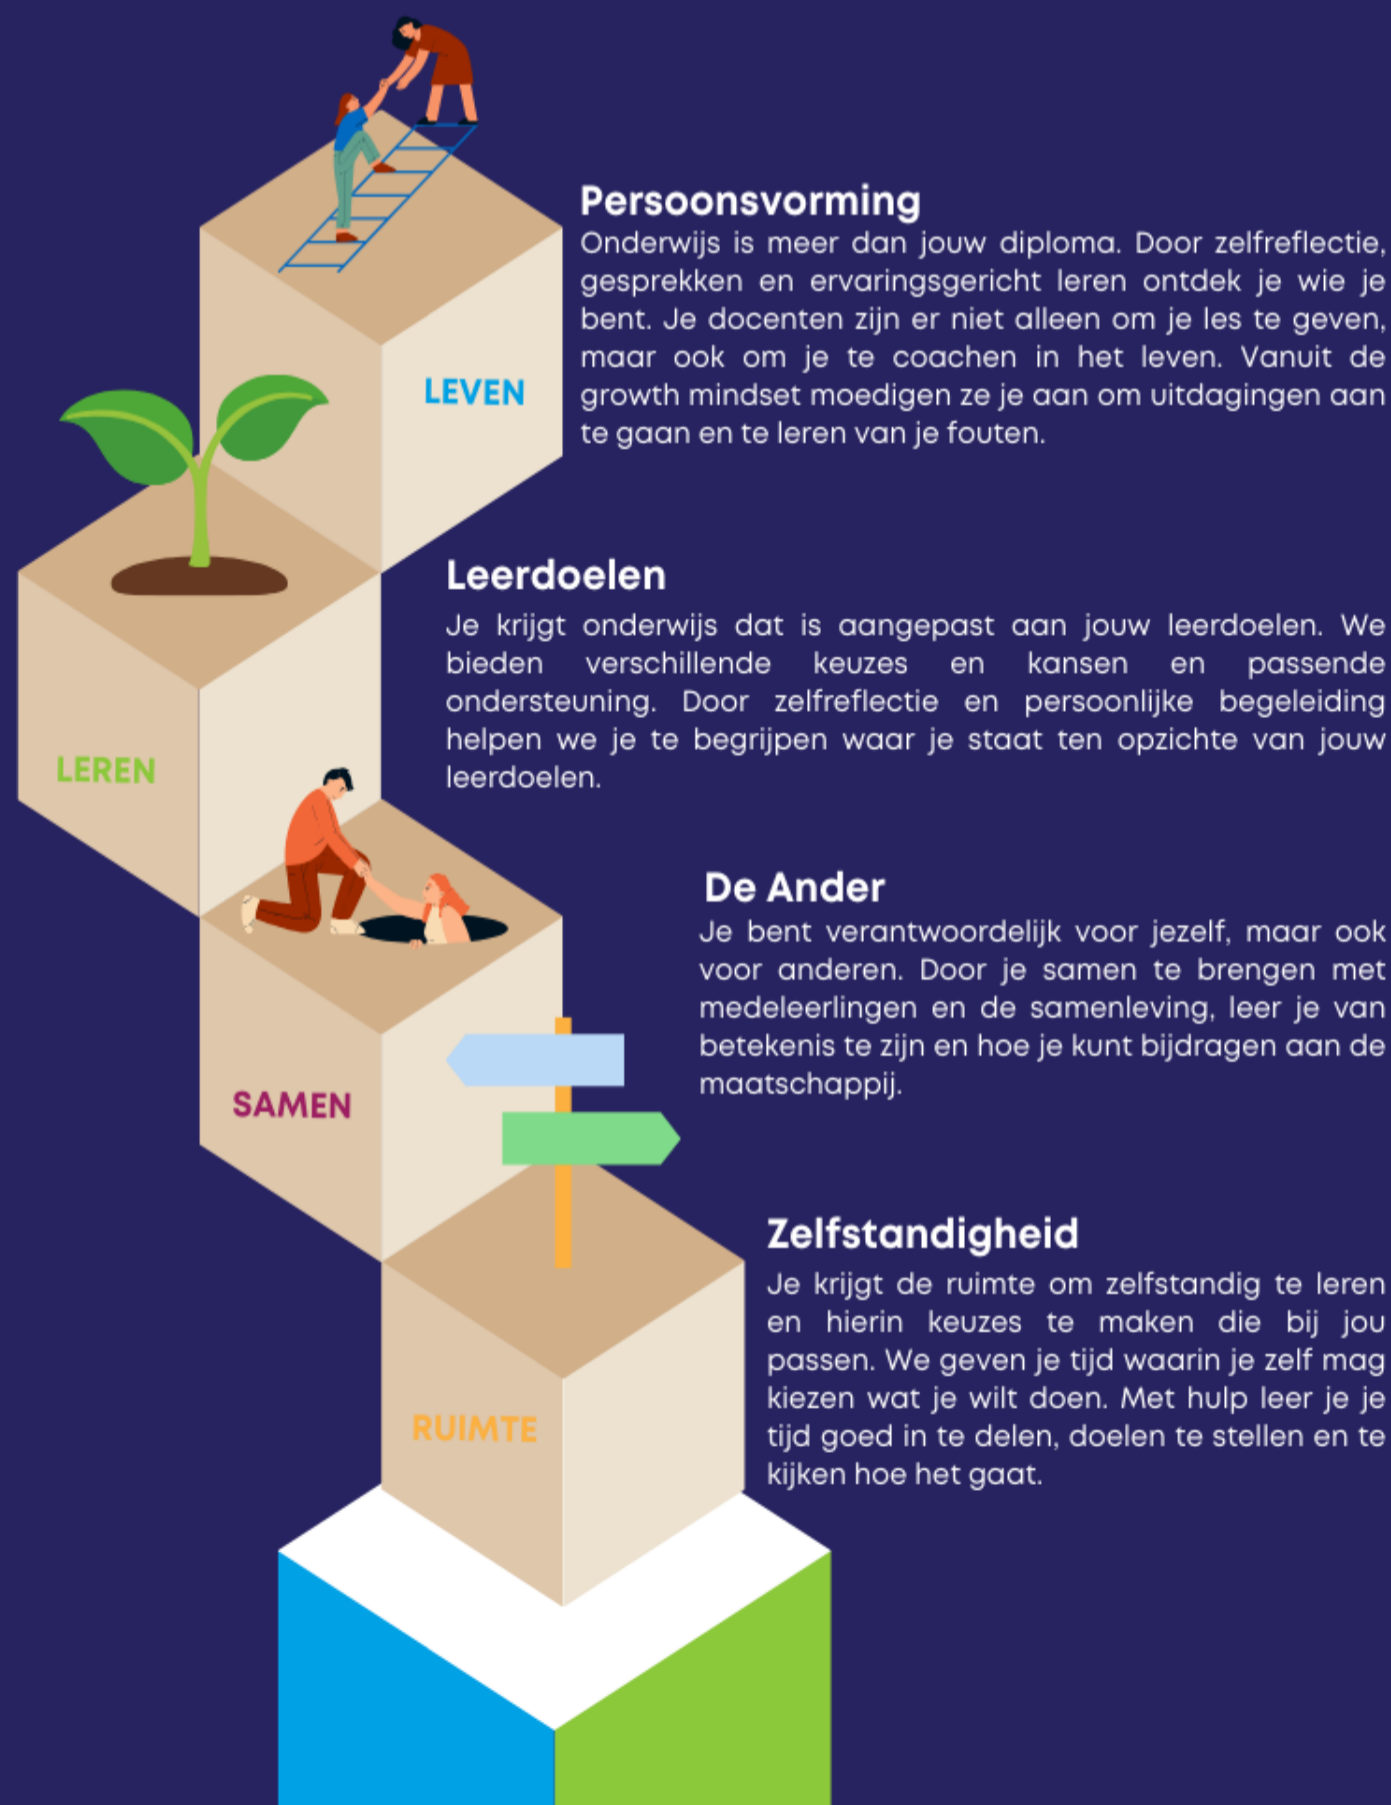 Persoonsvorming
Onderwijs is meer dan jouw diploma. Door zelfreflectie,
gesprekken en ervaringsgericht leren ontdek je wie je
bent. Je docenten zijn er niet alleen om je les te geven,
maar ook om je te coachen in het leven. Vanuit de
growth mindset moedigen ze je aan om uitdagingen aan
te gaan en te leren van je fouten.
LEVEN
Leerdoelen
Je krijgt onderwijs dat is aangepast aan jouw leerdoelen. We
bieden verschillende keuzes en kansen en passende
ondersteuning. Door zelfreflectie en persoonlijke begeleiding
helpen we je te begrijpen waar je staat ten opzichte van jouw
leerdoelen.
LEREN
De Ander
Je bent verantwoordelijk voor jezelf, maar ook
voor anderen. Door je samen te brengen met
medeleerlingen en de samenleving, leer je van
betekenis te zijn en hoe je kunt bijdragen aan de
maatschappij.
SAMEN
Zelfstandigheid
Je krijgt de ruimte om zelfstandig te leren
en hierin keuzes te maken die bij jou
passen. We geven je tijd waarin je zelf mag
kiezen wat je wilt doen. Met hulp leer je je
tijd goed in te delen, doelen te stellen en te
kijken hoe het gaat.
RUIMTE